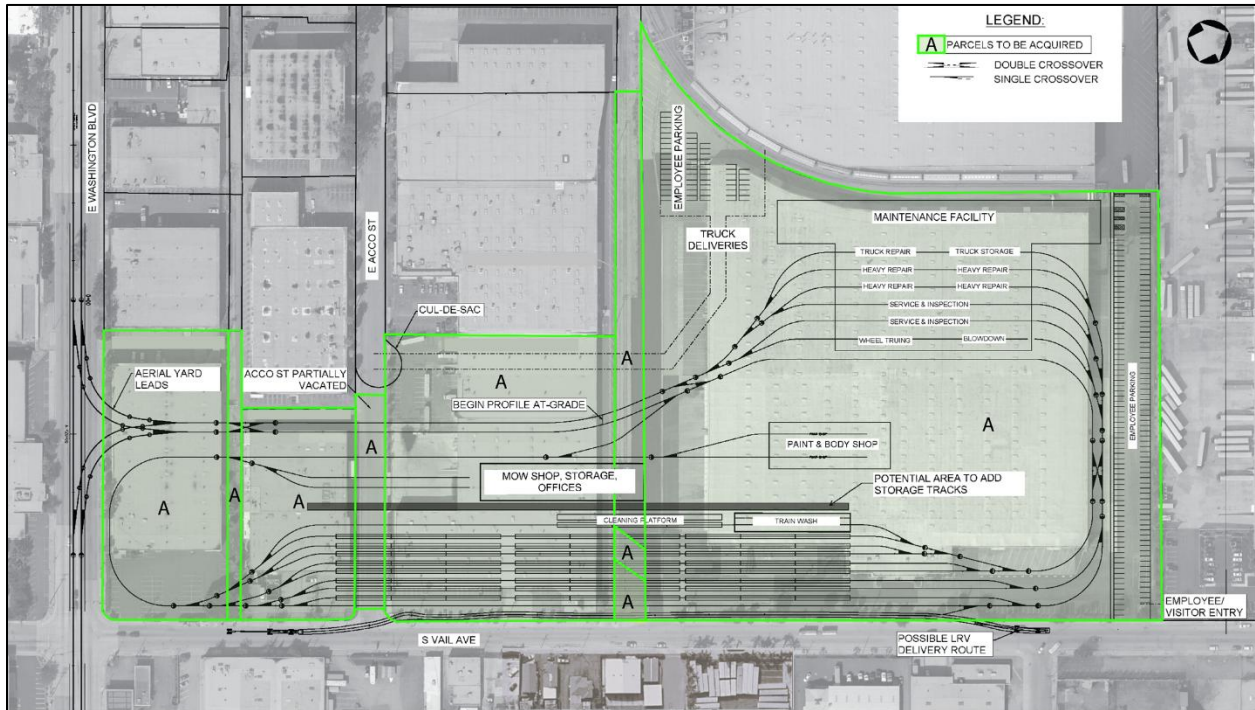 LEGEND:
A PARCELS TO BE ACQUIRED
DOUBLE CROSSOVER
SINGLE CROSSOVER
E WASHINGTON BLVD
E ACCO ST
EMPLOYEE PARKING
TRUCK
DELIVERIES
MAINTENANCE FACILITY
TRUCK REPAIR
TRUCK STORAGE
HEAVY REPAIR
HEAVY REPAIR
HEAVY REPAIR
HEAVY REPAIR
SERVICE & INSPECTION
SERVICE & INSPECTION
WHEEL TRUING
BLOWDOWN
CUL-DE-SAC
AERIAL YARD
LEADS
ACCO ST PARTIALLY
VACATED
A
A
BEGIN PROFILE AT-GRADE
EMPLOYEE PARKING
A
A
PAINT & BODY SHOP
MOW SHOP, STORAGE,
OFFICES
POTENTIAL AREA TO ADD
STORAGE TRACKS
A
A
A
CLEANING PLATFORM
TRAIN WASH
A
A
EMPLOYEE/
VISITOR ENTRY
S VAIL AVE
POSSIBLE LRV
DELIVERY ROUTE